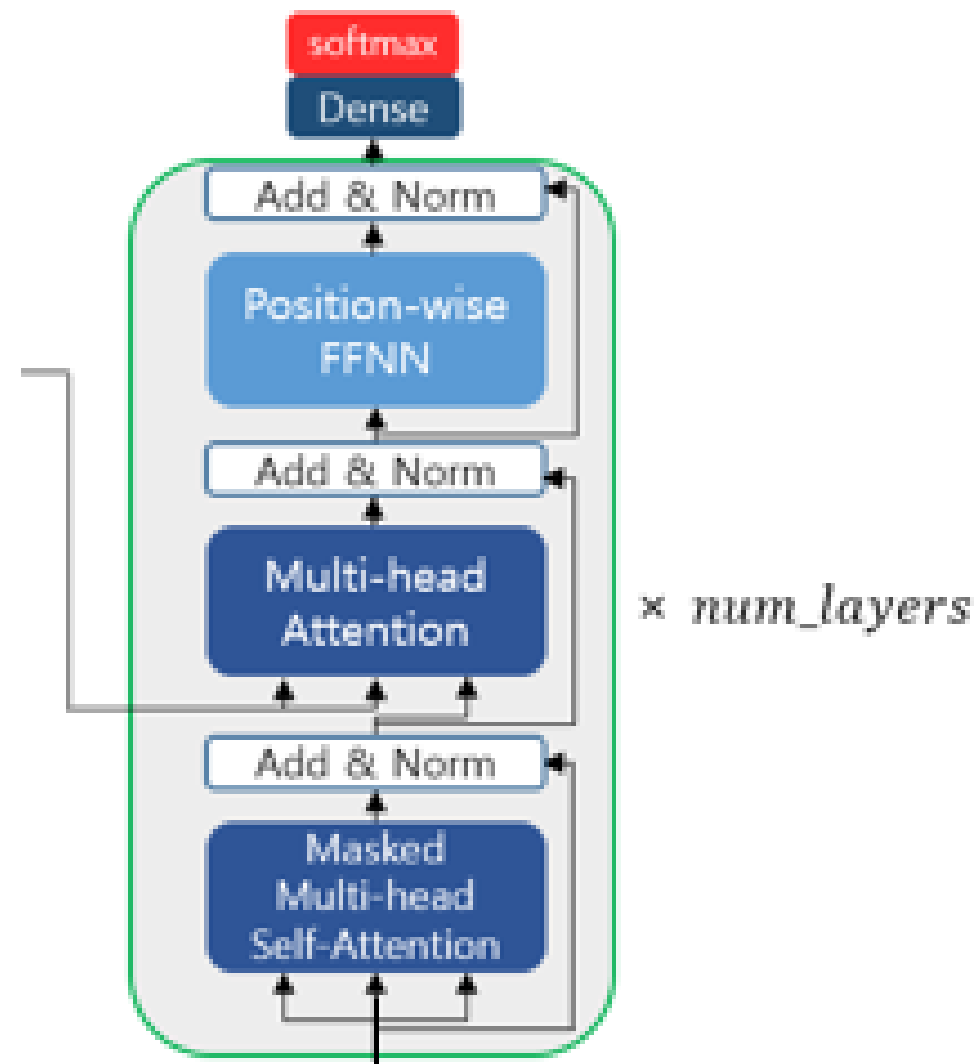 softmax
Dense
Add & Norm
Position-wise
FFNN
Add & Norm
Multi-head
Attention
× num_layers
Add & Norm
Masked
Multi-head
Self-Attention